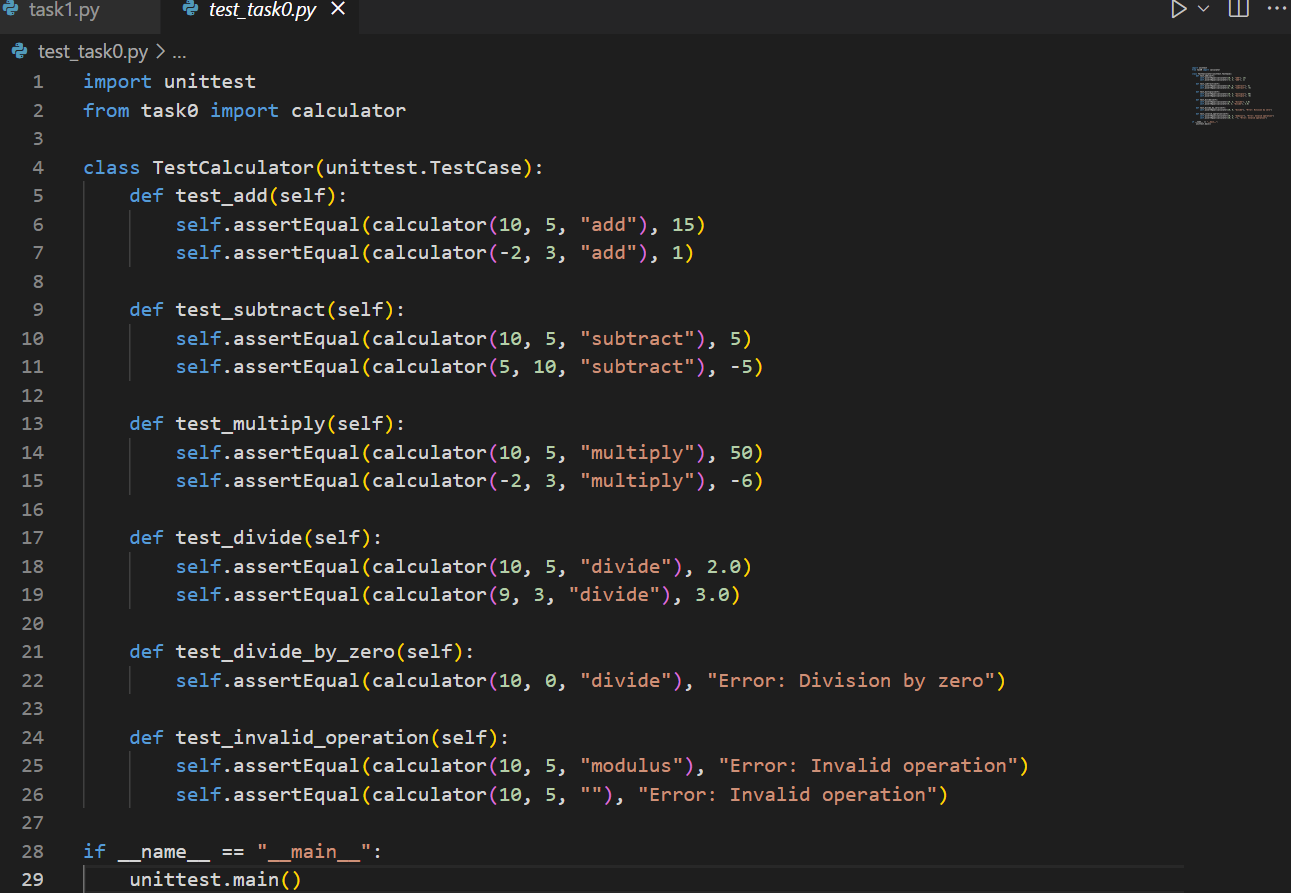 task1.py
test_task0.py
test_task0.py > ...
1 import unittest
2 from task0 import calculator
3
4 class TestCalculator(unittest.TestCase):
5     def test_add(self):
6         self.assertEqual(calculator(10, 5, "add"), 15)
7         self.assertEqual(calculator(-2, 3, "add"), 1)
8
9     def test_subtract(self):
10         self.assertEqual(calculator(10, 5, "subtract"), 5)
11         self.assertEqual(calculator(5, 10, "subtract"), -5)
12
13     def test_multiply(self):
14         self.assertEqual(calculator(10, 5, "multiply"), 50)
15         self.assertEqual(calculator(-2, 3, "multiply"), -6)
16
17     def test_divide(self):
18         self.assertEqual(calculator(10, 5, "divide"), 2.0)
19         self.assertEqual(calculator(9, 3, "divide"), 3.0)
20
21     def test_divide_by_zero(self):
22         self.assertEqual(calculator(10, 0, "divide"), "Error: Division by zero")
23
24     def test_invalid_operation(self):
25         self.assertEqual(calculator(10, 5, "modulus"), "Error: Invalid operation")
26         self.assertEqual(calculator(10, 5, ""), "Error: Invalid operation")
27
28 if __name__ == "__main__":
29     unittest.main()